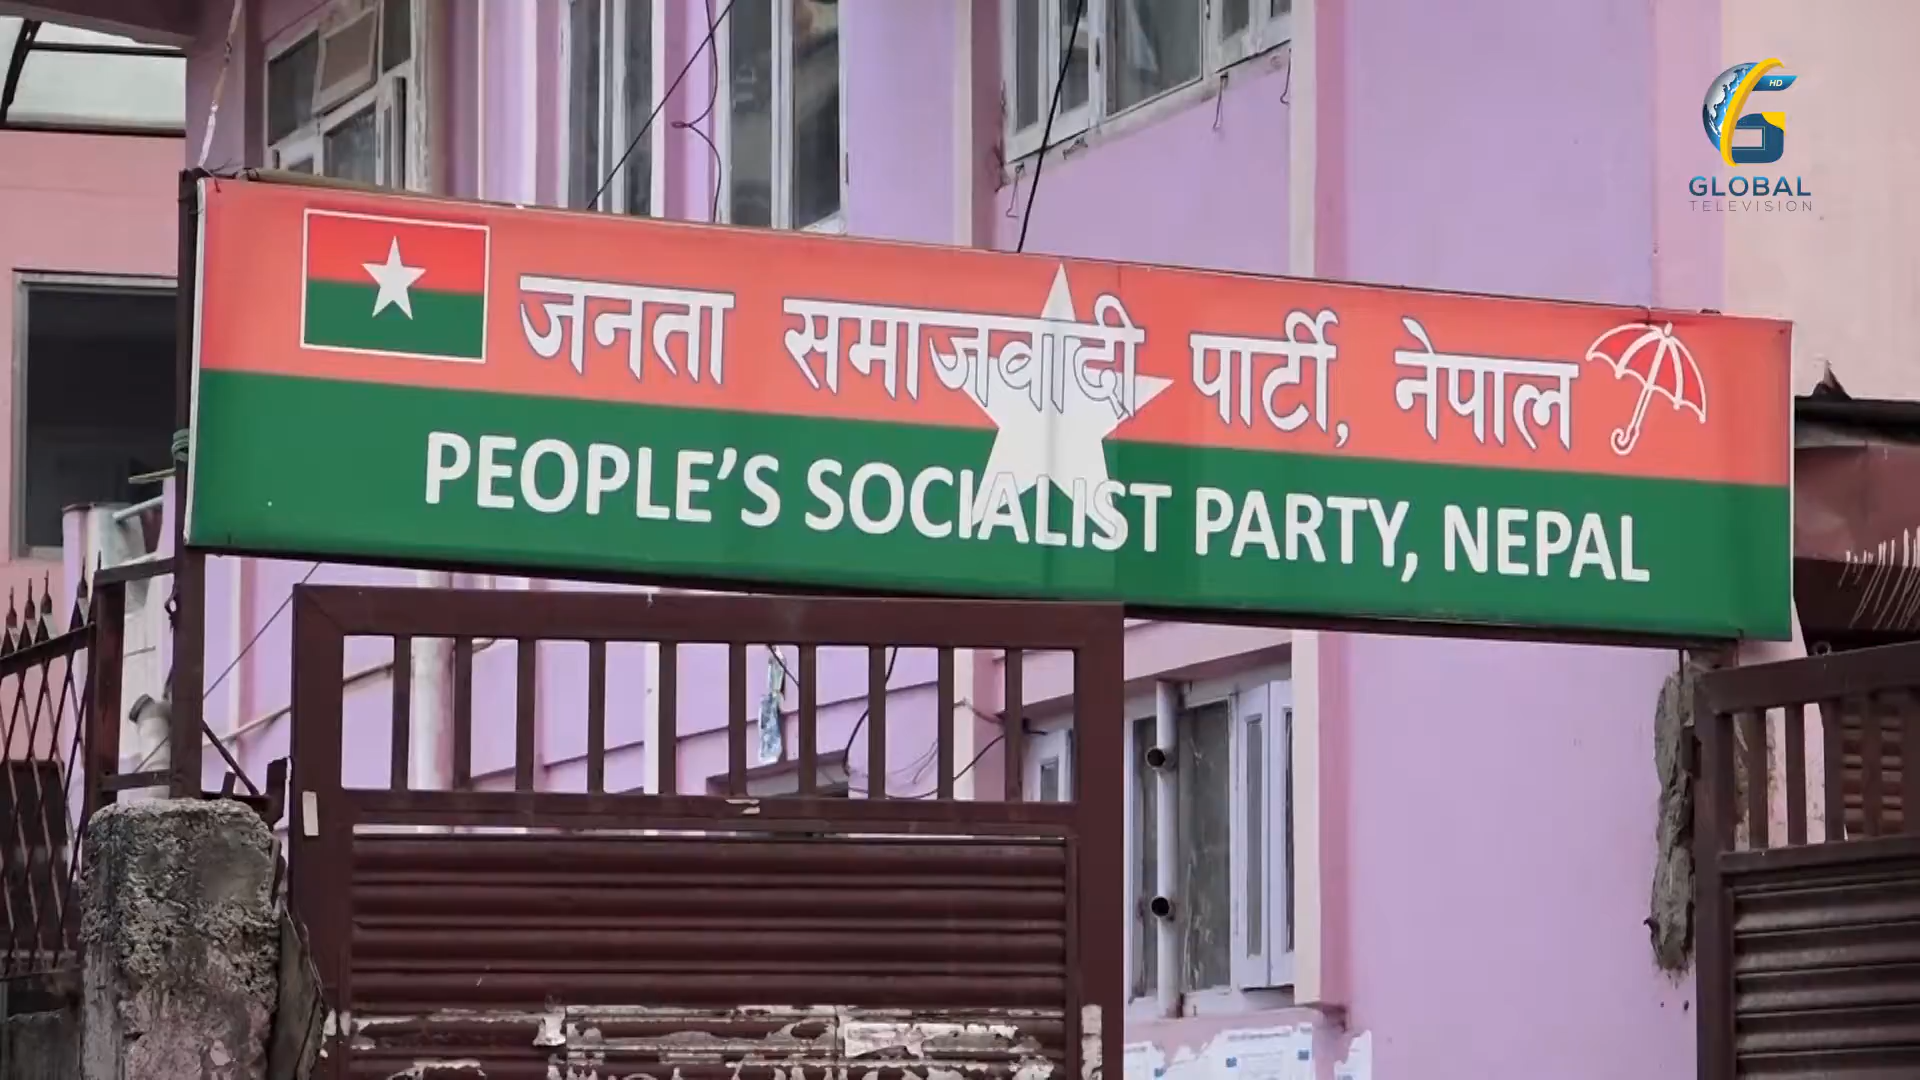 जनता समाजवादी पार्टी, नेपाल
PEOPLE'S SOCIALIST PARTY, NEPAL
HD
GLOBAL
TELEVISION